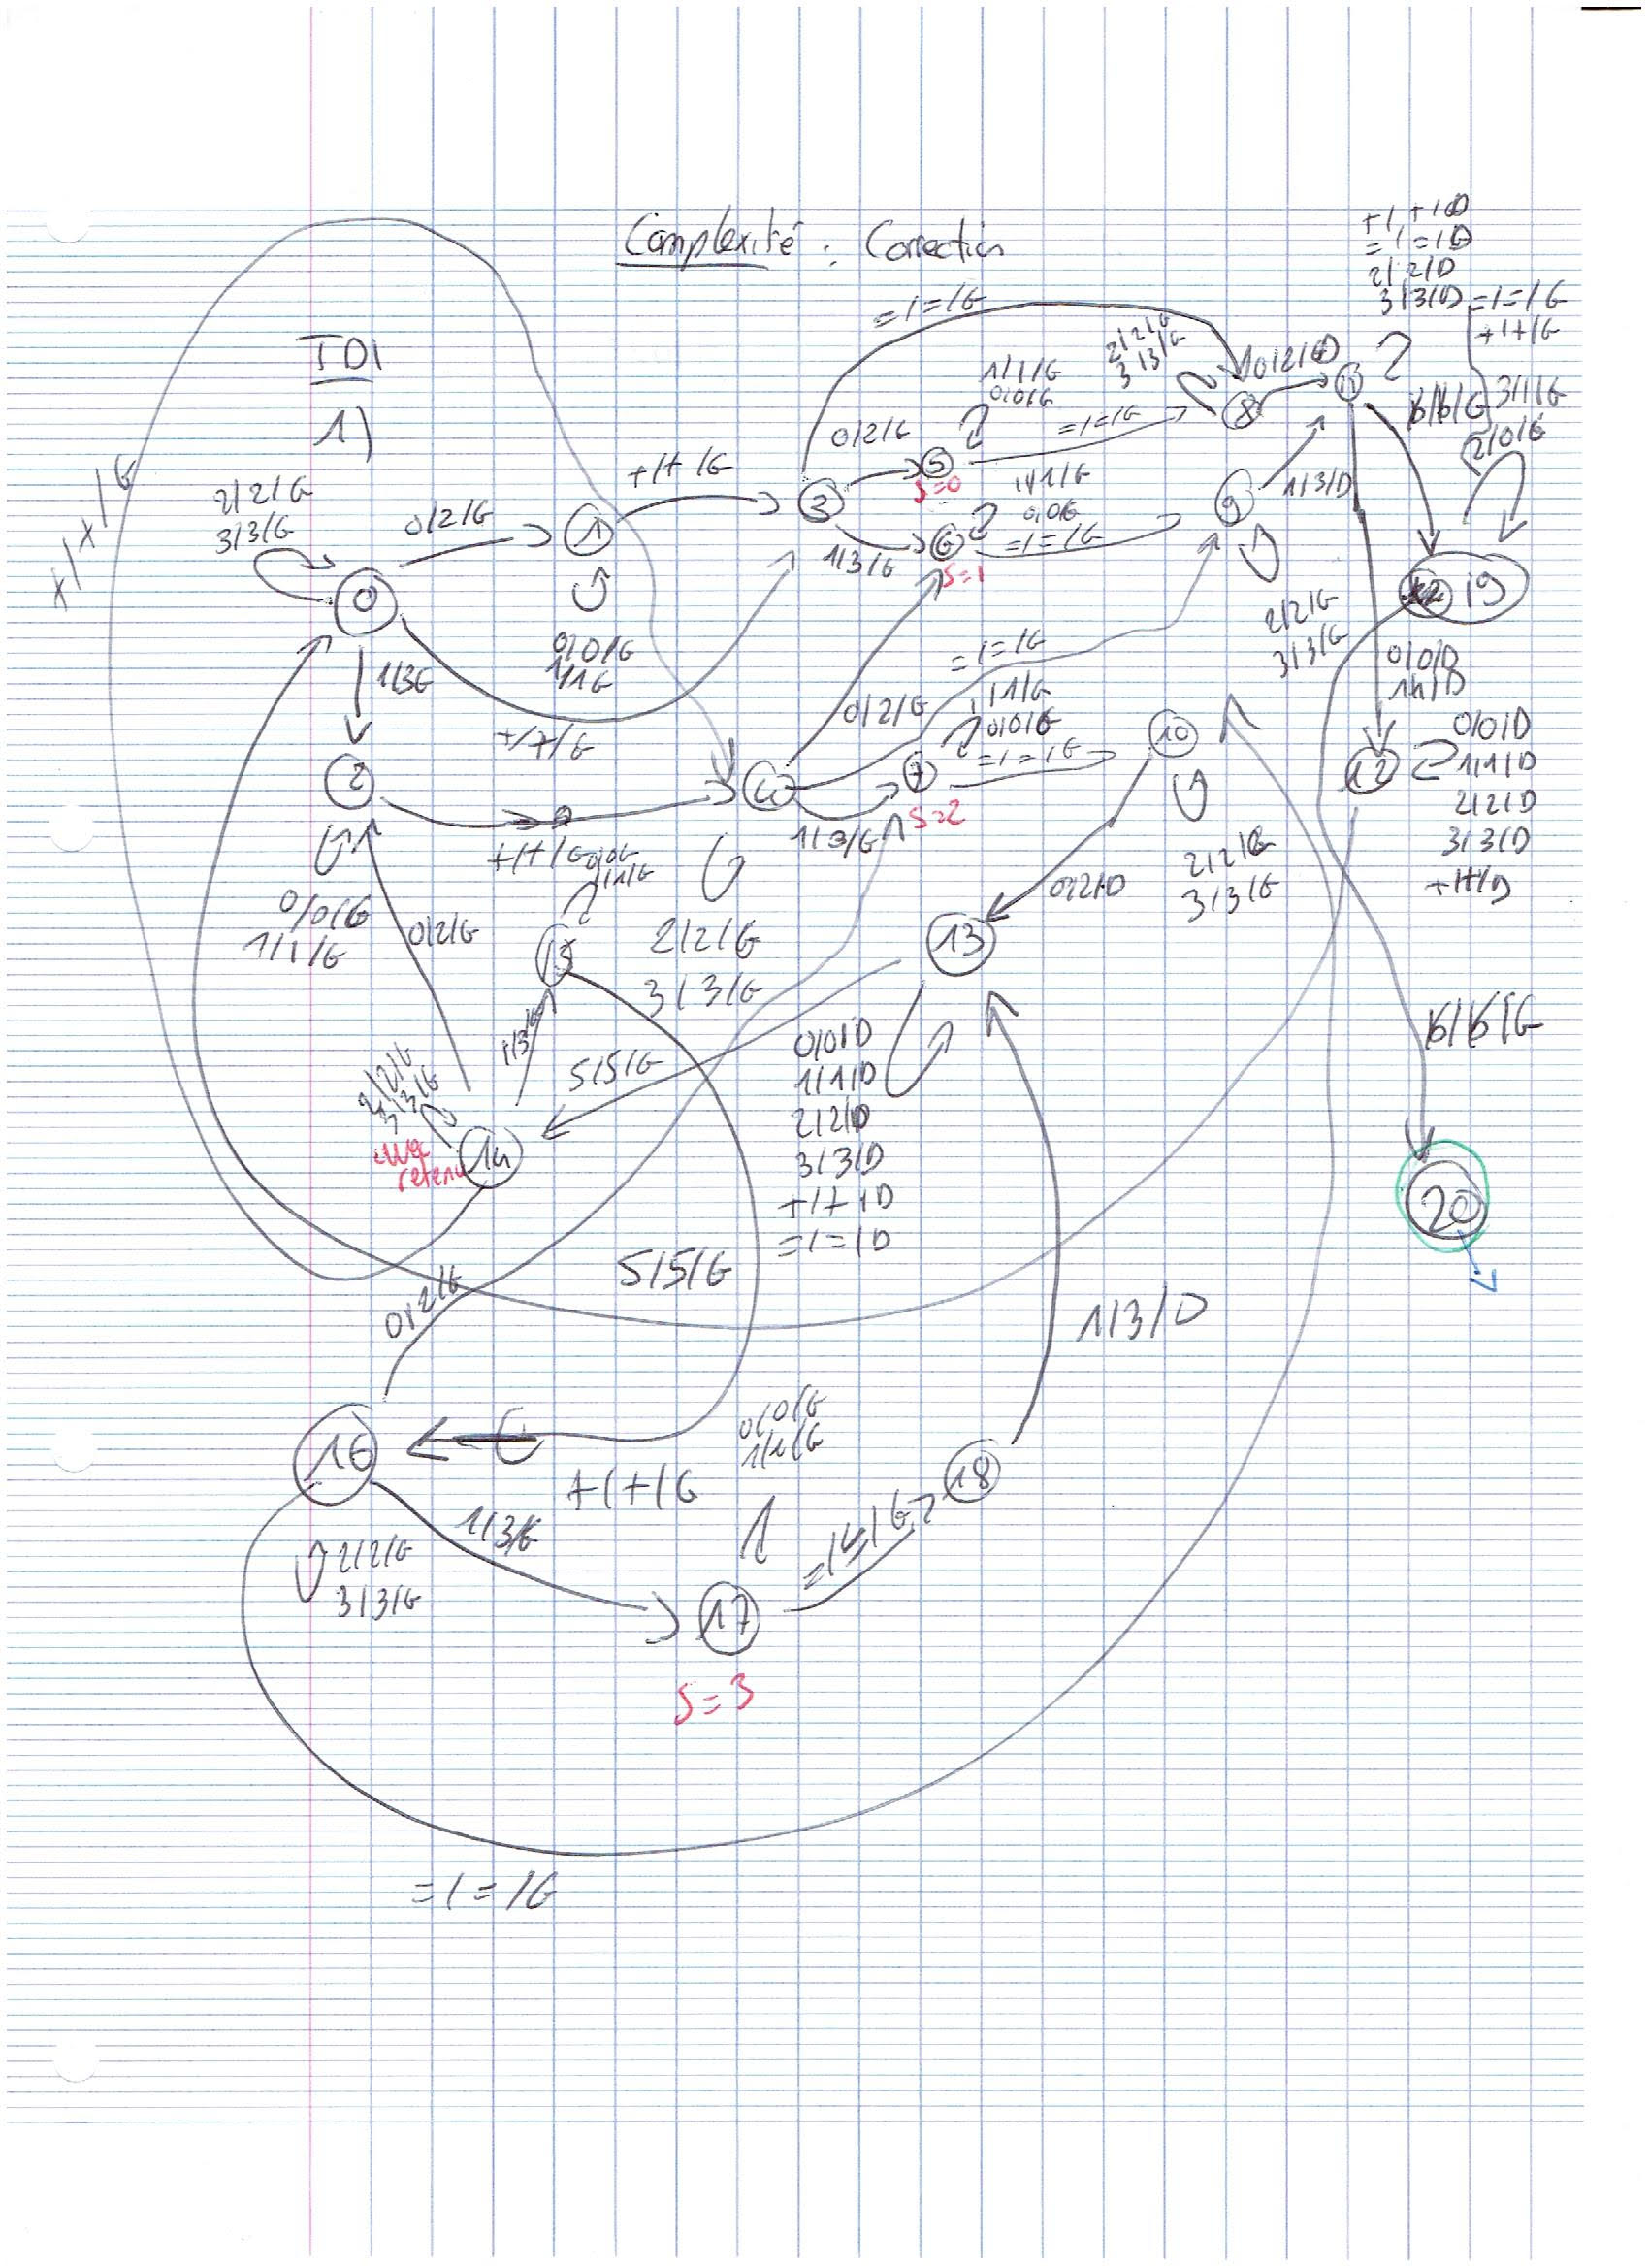 Complexité : Correction
TD1
1)
+/+/D
=/=/D
2/2/D
3/3/D
=/=/G
+/+/G
3/1/G
2/0/G
=/=/G
2/2/G
3/3/G
0/2/D
11
8
1/1/G
0/0/G
=/=/G
0/2/G
5
S=0
+/+/G
3
1/3/G
6
S=1
1/1/G
0/0/G
=/=/G
9
1/3/D
2/2/G
3/3/G
19
2/2/G
3/3/G
0/2/G
1
0
0/0/G
1/1/G
1/3G
0/0/D
1/1/D
=/=/G
0/2/G
1/1/G
0/0/G
=/=/G
10
12
0/0/D
1/1/D
2/2/D
3/3/D
+/+/D
2
4
7
S=2
1/3/G
+/+/G
0/0/G
1/1/G
0/0/G
1/1/G
2/2/G
3/3/G
0/2/D
2/2/G
3/3/G
0/2/G
15
2/2/G
3/3/G
13
1/3/G
5/5/G
0/0/D
1/1/D
2/2/D
3/3/D
+/+/D
=/=/D
2/2/G
3/3/G
retenue
14
20
0/2/G
5/5/G
1/3/D
16
0/0/G
1/1/G
+/+/G
18
1/3/G
2/2/G
3/3/G
17
S=3
=/=/G